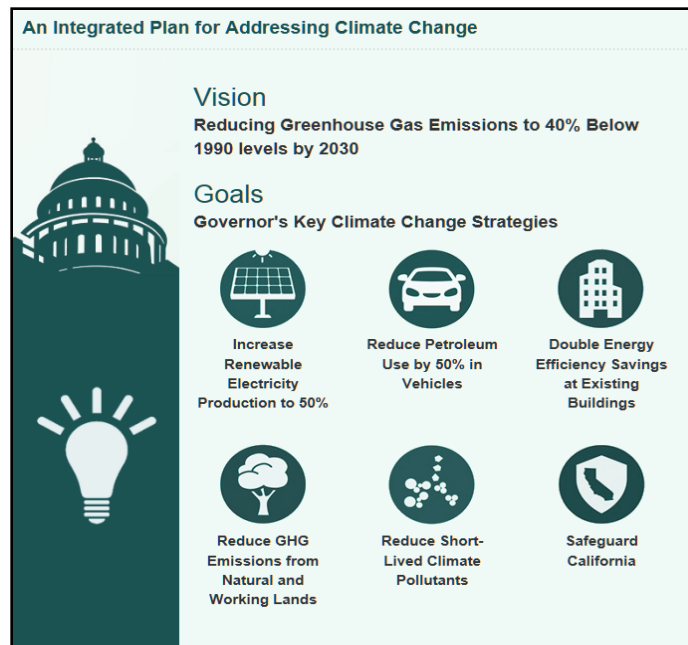 An Integrated Plan for Addressing Climate Change
Vision
Reducing Greenhouse Gas Emissions to 40% Below
1990 levels by 2030
Goals
Governor's Key Climate Change Strategies
Increase
Renewable
Electricity
Production to 50%
Reduce Petroleum
Use by 50% in
Vehicles
Double Energy
Efficiency Savings
at Existing
Buildings
Reduce GHG
Emissions from
Natural and
Working Lands
Reduce Short-
Lived Climate
Pollutants
Safeguard
California